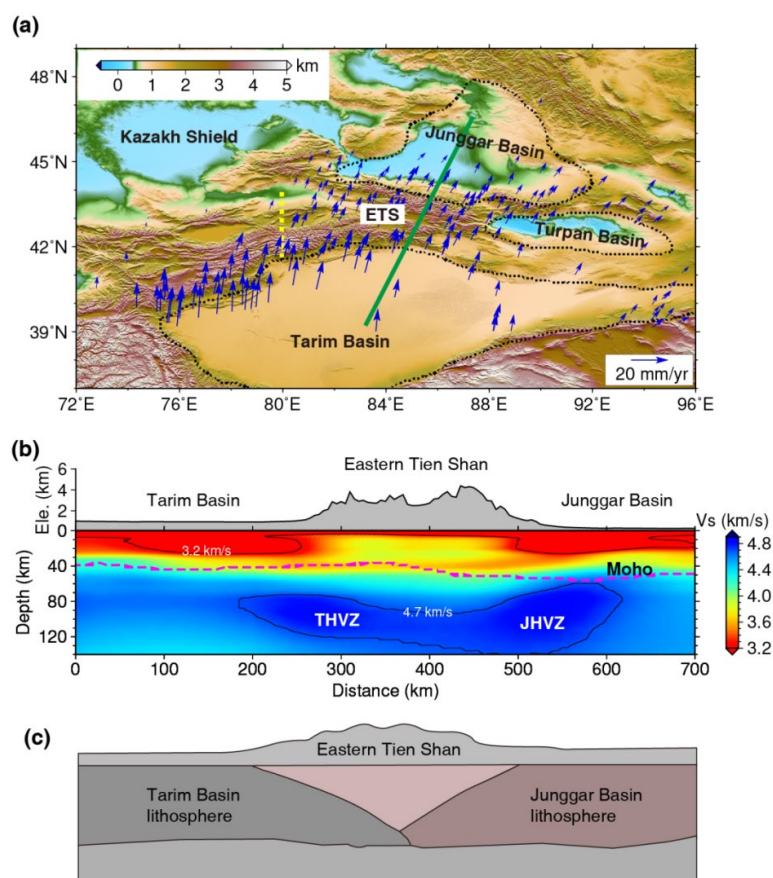 (a)
0 1 2 3 4 5 km
48°N
45°N
42°N
39°N
Kazakh Shield
Junggar Basin
ETS
Turpan Basin
Tarim Basin
20 mm/yr
72°E 76°E 80°E 84°E 88°E 92°E 96°E
(b)
Eastern Tien Shan
Tarim Basin
Junggar Basin
Ele. (km)
6
4
2
0
Vs (km/s)
3.2 km/s
Moho
4.7 km/s
THVZ
JHVZ
Depth (km)
0
40
80
120
4.8
4.4
4.0
3.6
3.2
0 100 200 300 400 500 600 700
Distance (km)
(c)
Eastern Tien Shan
Tarim Basin
lithosphere
Junggar Basin
lithosphere